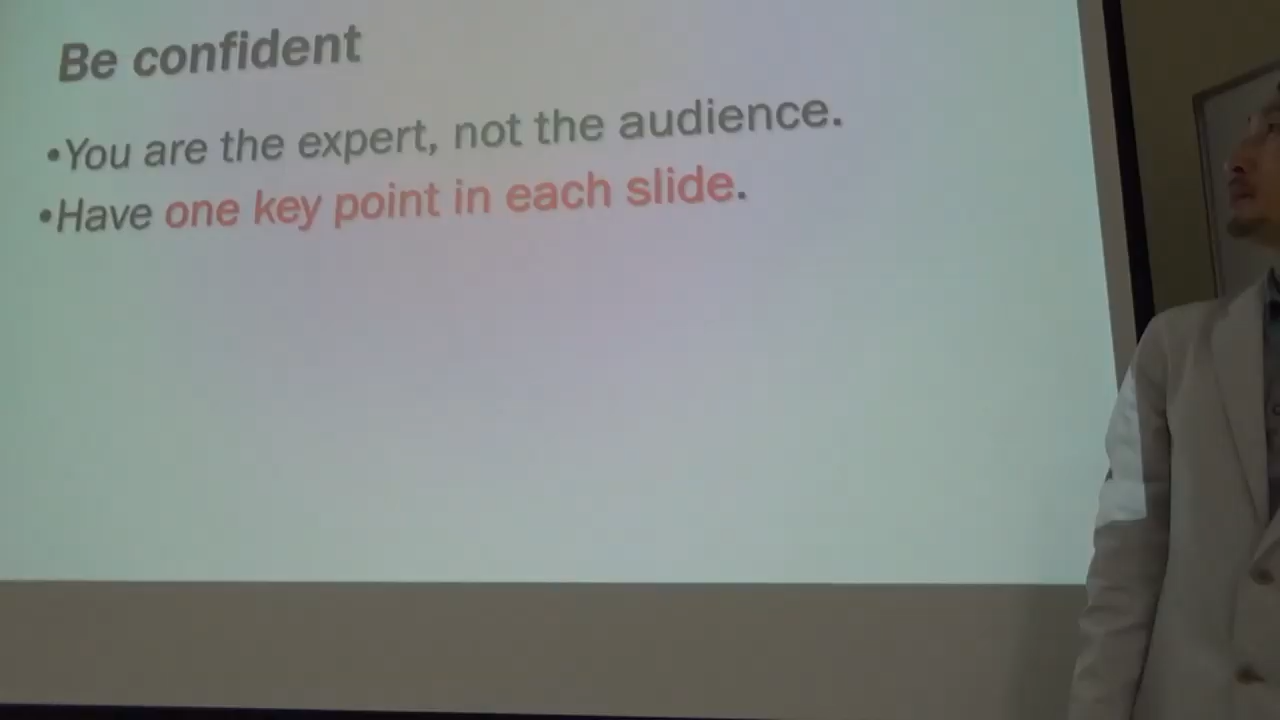 Be confident
•You are the expert, not the audience.
•Have one key point in each slide.